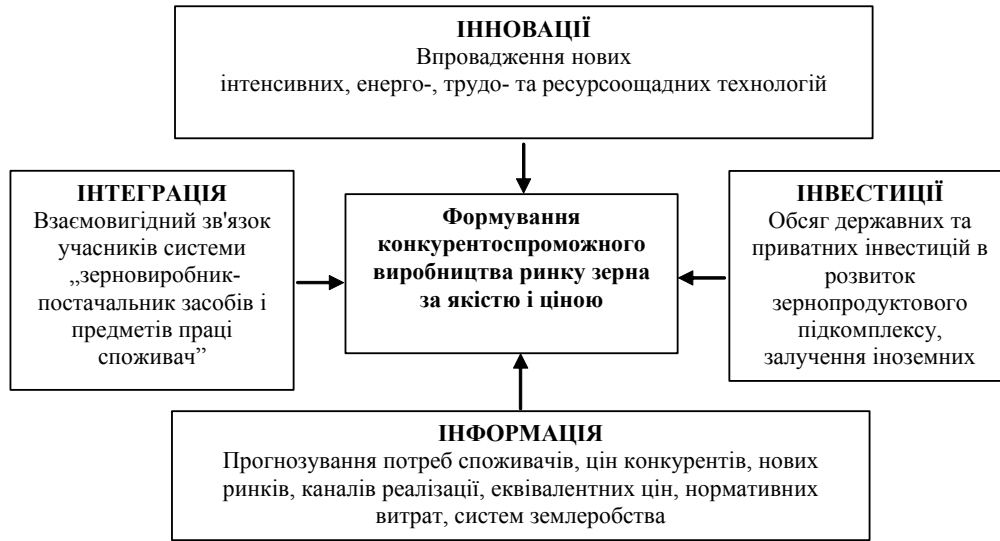 ІННОВАЦІЇ
Впровадження нових
інтенсивних, енерго-, трудо- та ресурсоощадних технологій
ІНТЕГРАЦІЯ
Взаємовигідний зв'язок
учасників системи
„зерновиробник-
постачальник засобів і
предметів праці
споживач”
Формування
конкурентоспроможного
виробництва ринку зерна
за якістю і ціною
ІНВЕСТИЦІЇ
Обсяг державних та
приватних інвестицій в
розвиток
зернопродуктового
підкомплексу,
залучення іноземних
ІНФОРМАЦІЯ
Прогнозування потреб споживачів, цін конкурентів, нових
ринків, каналів реалізації, еквівалентних цін, нормативних
витрат, систем землеробства